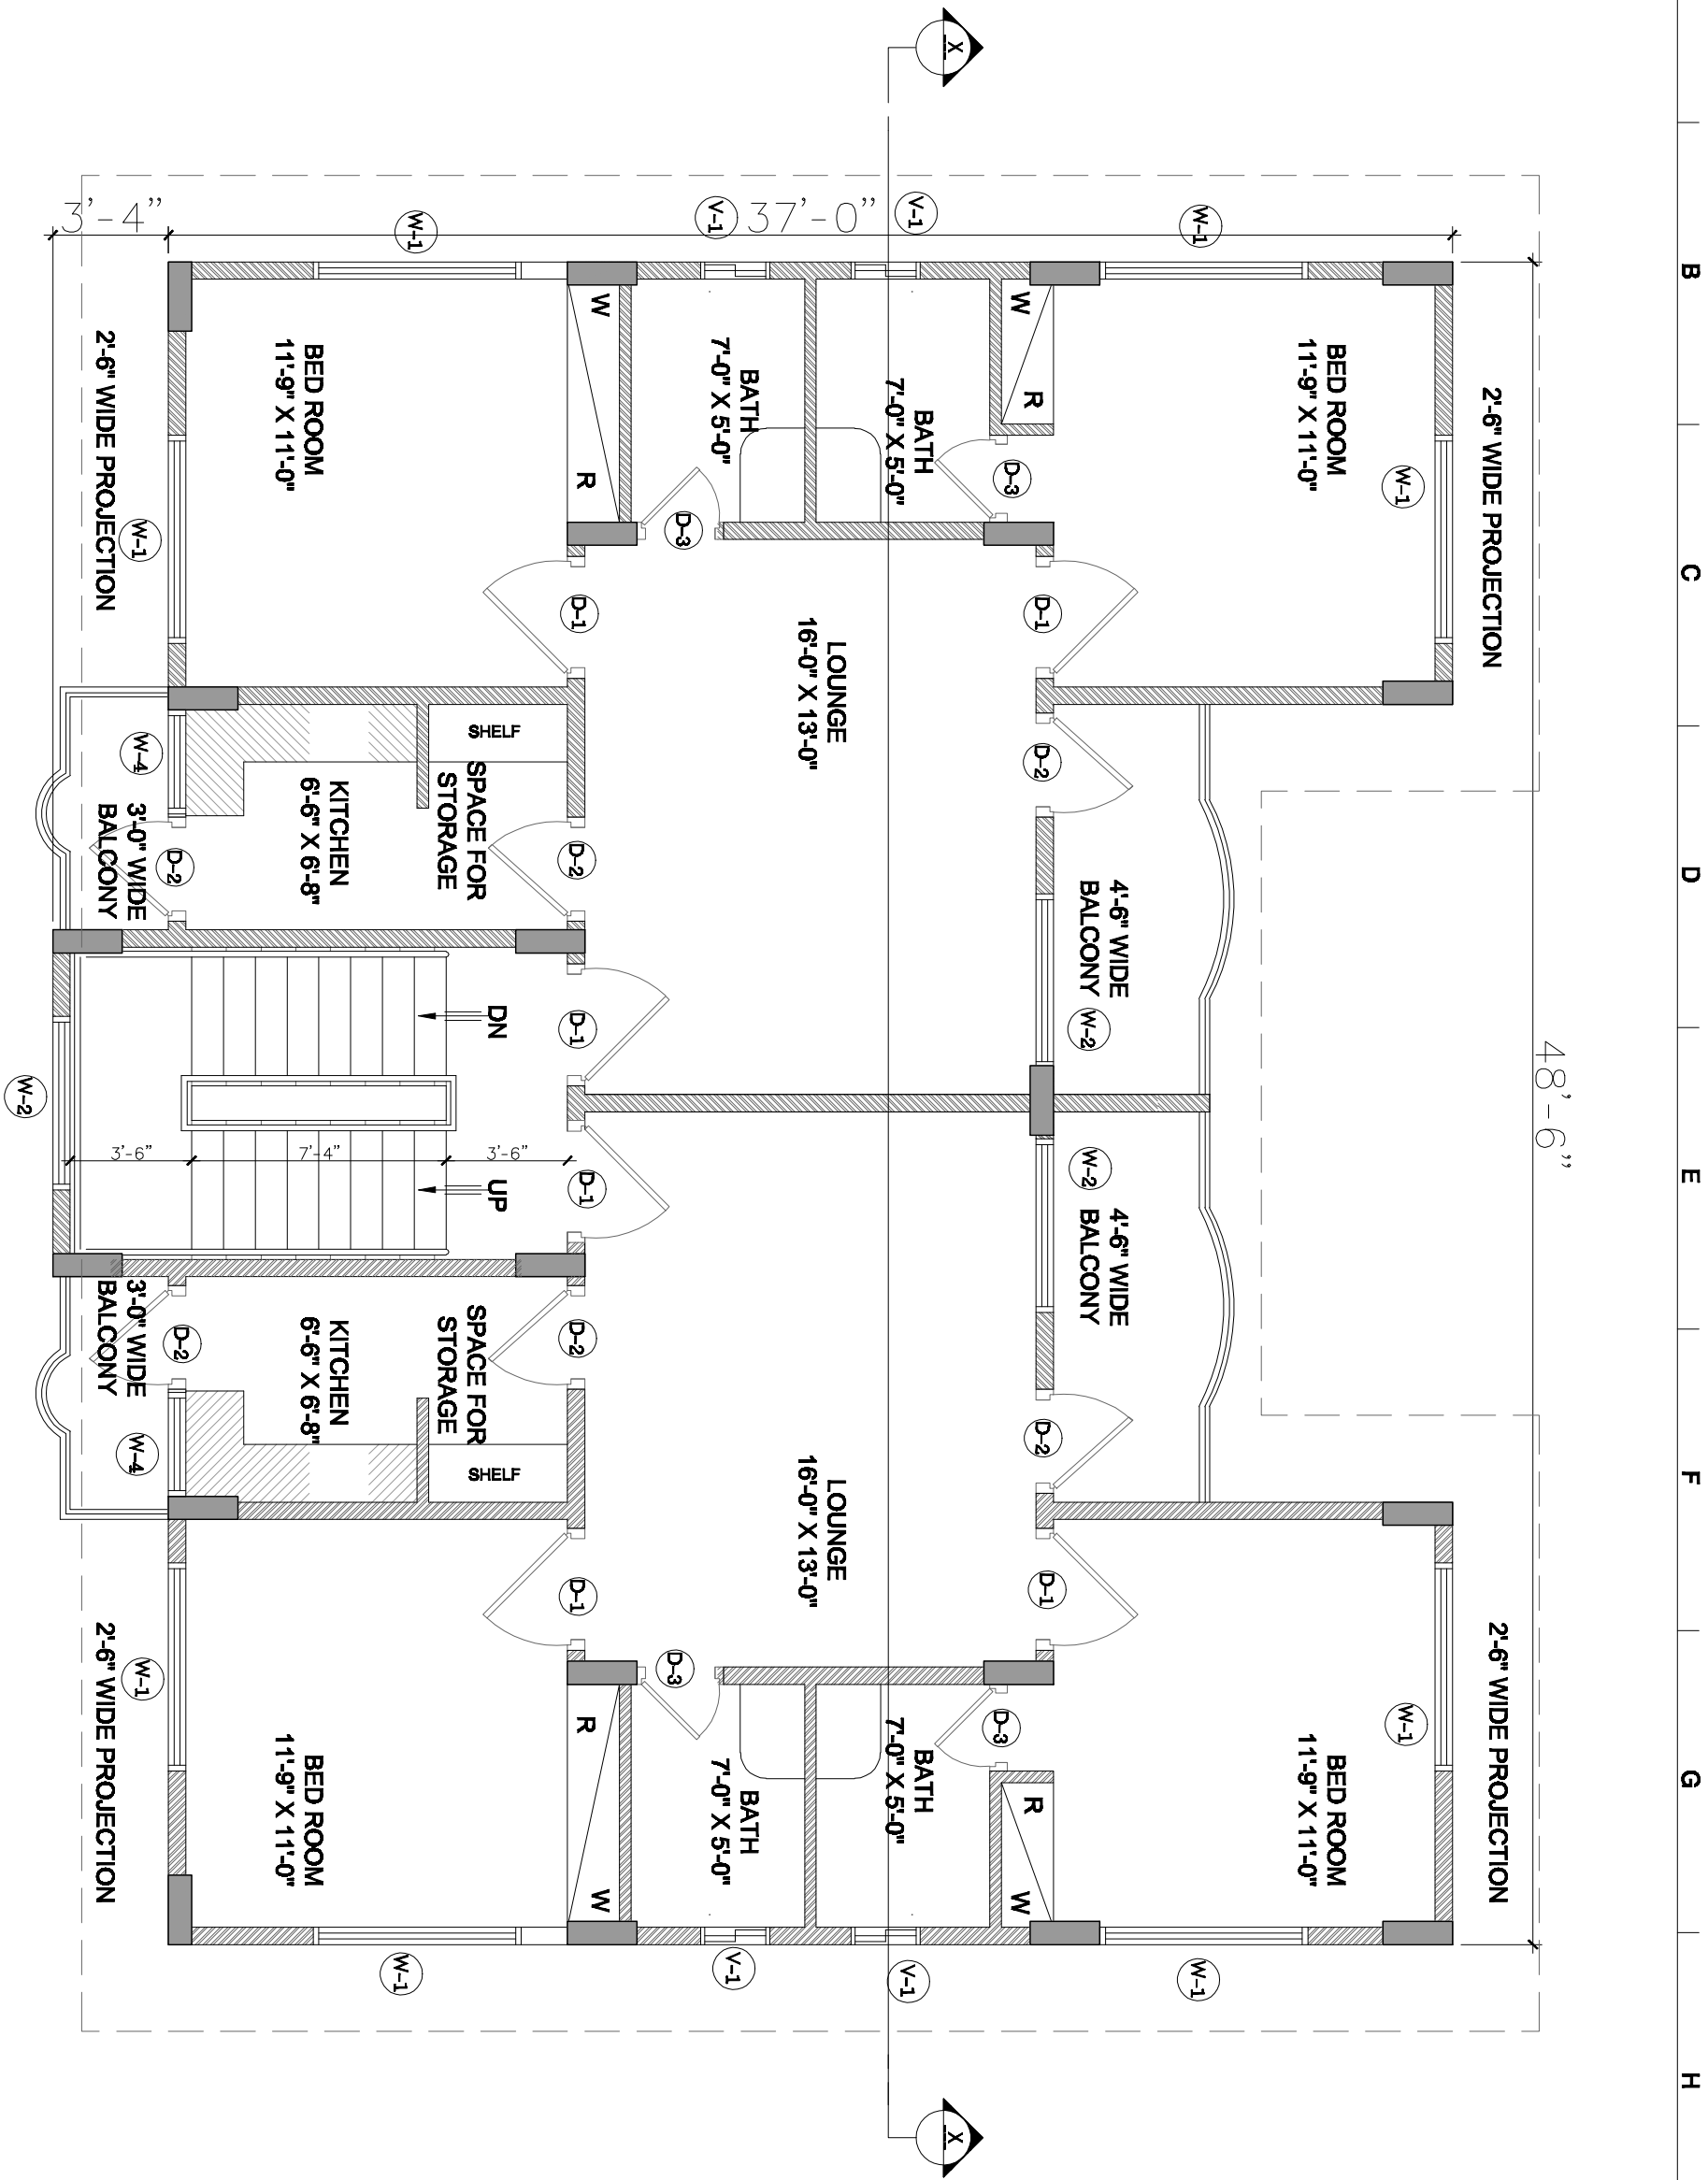 B C D E F G H
48'-6"
2'-6" WIDE PROJECTION
2'-6" WIDE PROJECTION
W-1
W-1
BED ROOM
11'-9" X 11'-0"
BED ROOM
11'-9" X 11'-0"
W-1
W-1
4'-6" WIDE
BALCONY
4'-6" WIDE
BALCONY
W-2
W-2
W
R
D-3
D-1
D-2
D-2
D-1
D-3
R
W
X
X
V-1
V-1
BATH
7'-0" X 5'-0"
BATH
7'-0" X 5'-0"
LOUNGE
16'-0" X 13'-0"
LOUNGE
16'-0" X 13'-0"
37'-0"
V-1
V-1
BATH
7'-0" X 5'-0"
BATH
7'-0" X 5'-0"
D-3
D-3
W
R
R
W
D-1
D-2
D-1
D-1
D-2
D-1
SHELF
SPACE FOR
STORAGE
DN
UP
SPACE FOR
STORAGE
SHELF
3'-6"
7'-4"
3'-6"
W-1
W-1
BED ROOM
11'-9" X 11'-0"
KITCHEN
6'-6" X 6'-8"
KITCHEN
6'-6" X 6'-8"
BED ROOM
11'-9" X 11'-0"
W-1
W-4
D-2
D-2
W-4
W-1
3'-4"
2'-6" WIDE PROJECTION
3'-0" WIDE
BALCONY
3'-0" WIDE
BALCONY
2'-6" WIDE PROJECTION
W-2